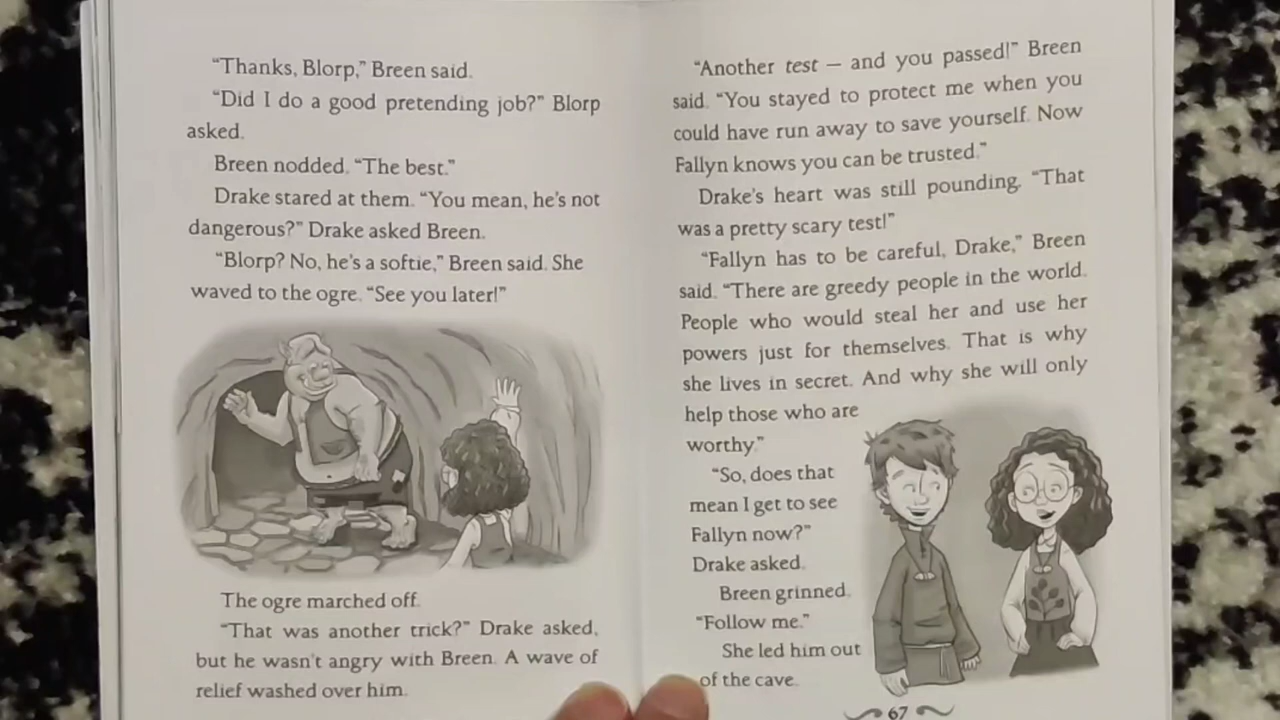 “Thanks, Blorp,” Breen said.
“Did I do a good pretending job?” Blorp
asked.
Breen nodded. “The best.”
Drake stared at them. “You mean, he’s not
dangerous?” Drake asked Breen.
“Blorp? No, he’s a softie,” Breen said. She
waved to the ogre. “See you later!”
The ogre marched off.
“That was another trick?” Drake asked,
but he wasn’t angry with Breen. A wave of
relief washed over him.
“Another test — and you passed!” Breen
said. “You stayed to protect me when you
could have run away to save yourself. Now
Fallyn knows you can be trusted.”
Drake’s heart was still pounding. “That
was a pretty scary test!”
“Fallyn has to be careful, Drake,” Breen
said. “There are greedy people in the world.
People who would steal her and use her
powers just for themselves. That is why
she lives in secret. And why she will only
help those who are
worthy.”
“So, does that
mean I get to see
Fallyn now?”
Drake asked.
Breen grinned.
“Follow me.”
She led him out
of the cave.
67